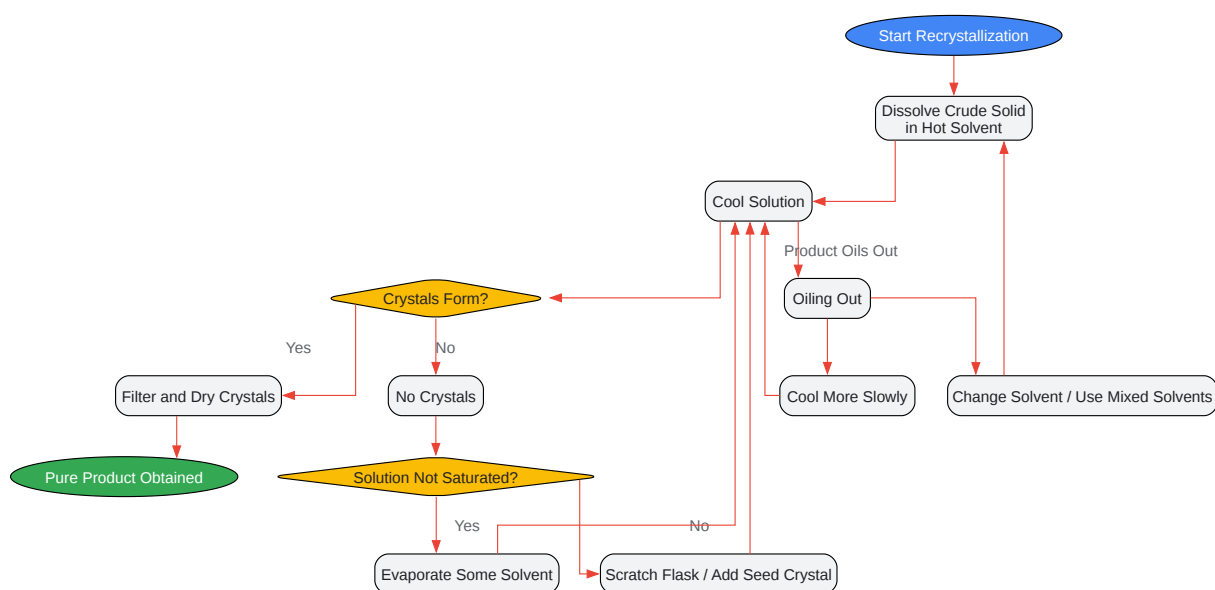 Start Recrystallization
Dissolve Crude Solid
in Hot Solvent
Cool Solution
Product Oils Out
Crystals Form?
Oiling Out
Yes
No
Filter and Dry Crystals
No Crystals
Cool More Slowly
Change Solvent / Use Mixed Solvents
Pure Product Obtained
Solution Not Saturated?
Yes
No
Evaporate Some Solvent
Scratch Flask / Add Seed Crystal